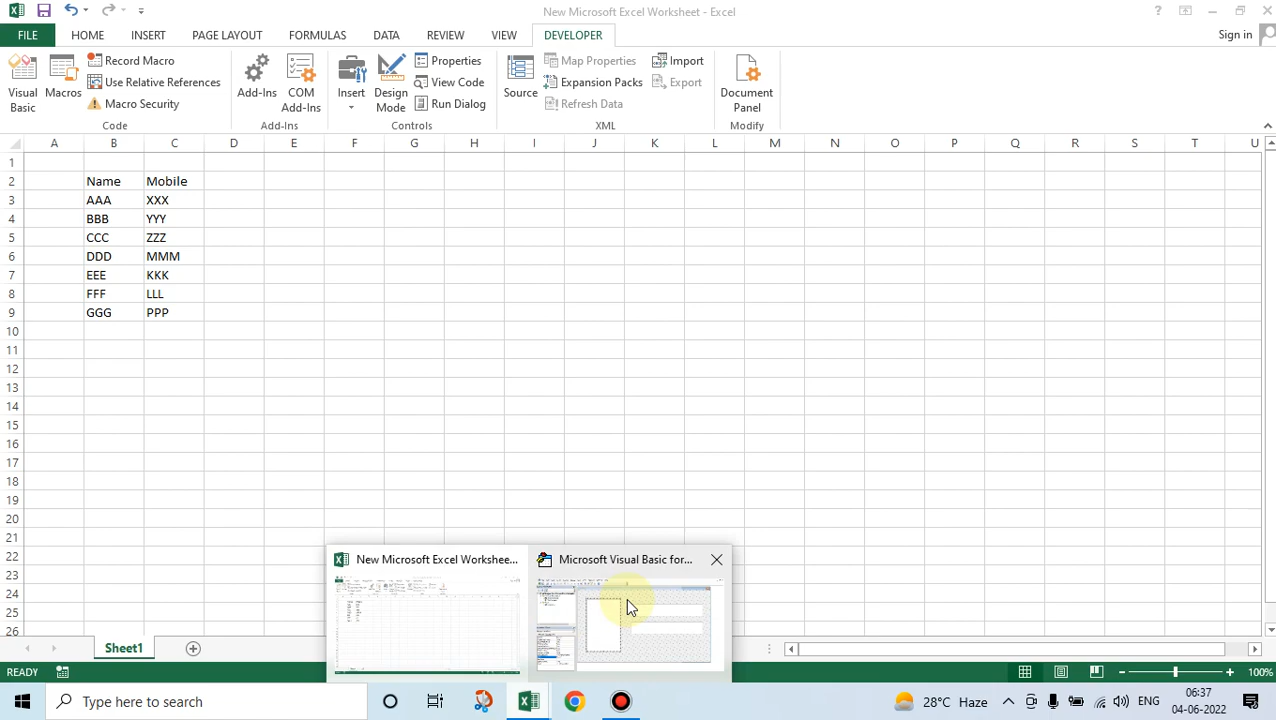 New Microsoft Excel Worksheet - Excel
?
FILE HOME INSERT PAGE LAYOUT FORMULAS DATA REVIEW VIEW DEVELOPER Sign in
Visual Basic
Macros
Record Macro
Use Relative References
Macro Security
Code
Add-Ins
COM Add-Ins
Add-Ins
Insert
Design Mode
Properties
View Code
Run Dialog
Controls
Source
Map Properties
Expansion Packs
Refresh Data
Import
Export
XML
Document Panel
Modify
A B C D E F G H I J K L M N O P Q R S T U
1
2 Name Mobile
3 AAA XXX
4 BBB YYY
5 CCC ZZZ
6 DDD MMM
7 EEE KKK
8 FFF LLL
9 GGG PPP
10
11
12
13
14
15
16
17
18
19
20
21
22
23
24
25
26
New Microsoft Excel Workshee...
Microsoft Visual Basic for...
Sheet1
READY
100%
Type here to search
28°C Haze
ENG
06:37
04-06-2022